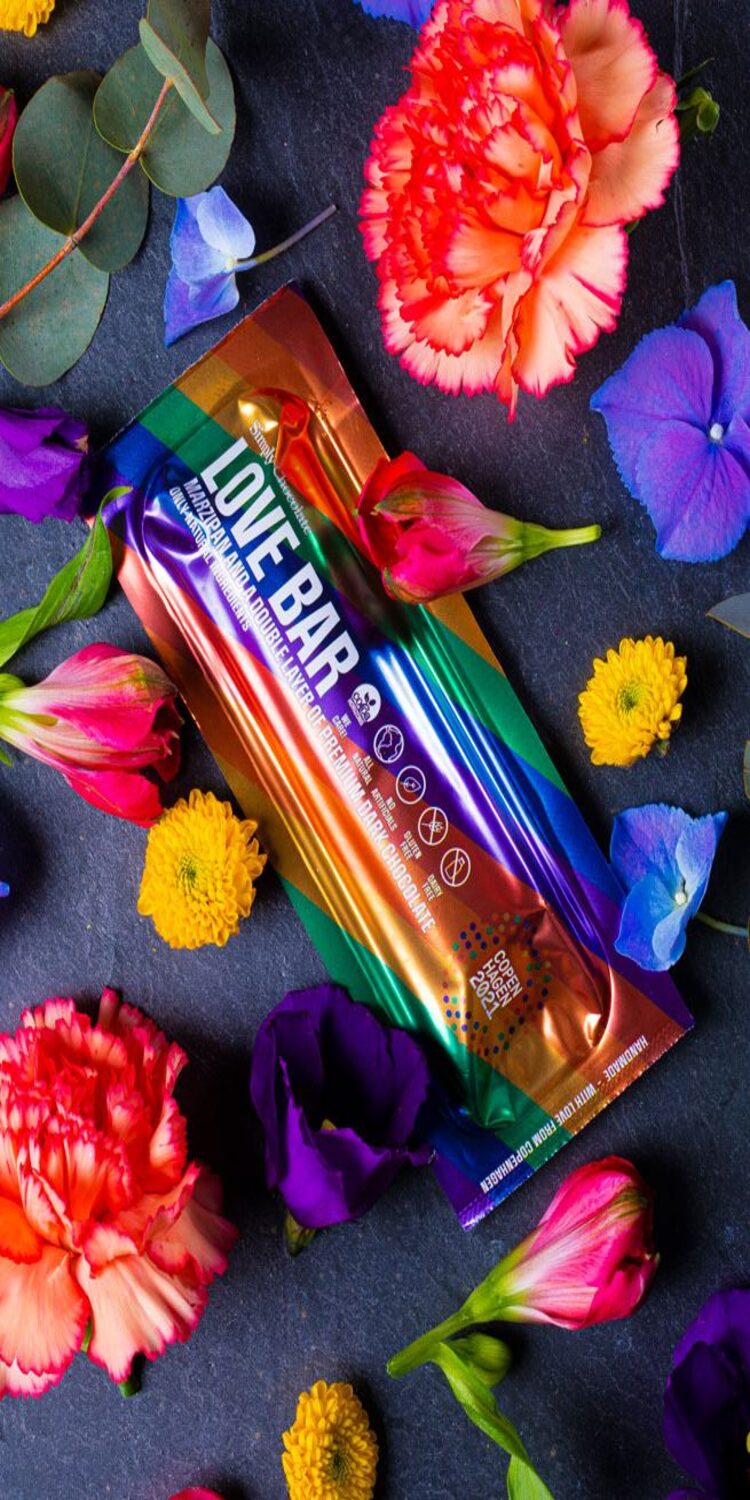 Simply Chocolate
LOVE BAR
MARZIPAN AND A DOUBLE LAYER OF PREMIUM DARK CHOCOLATE
ONLY NATURAL INGREDIENTS
WE
CARE!
ALL
NATURAL
NO
ARTIFICIALS
GLUTEN
FREE
DAIRY
FREE
COPEN
HAGEN
2021
HANDMADE - WITH LOVE FROM COPENHAGEN